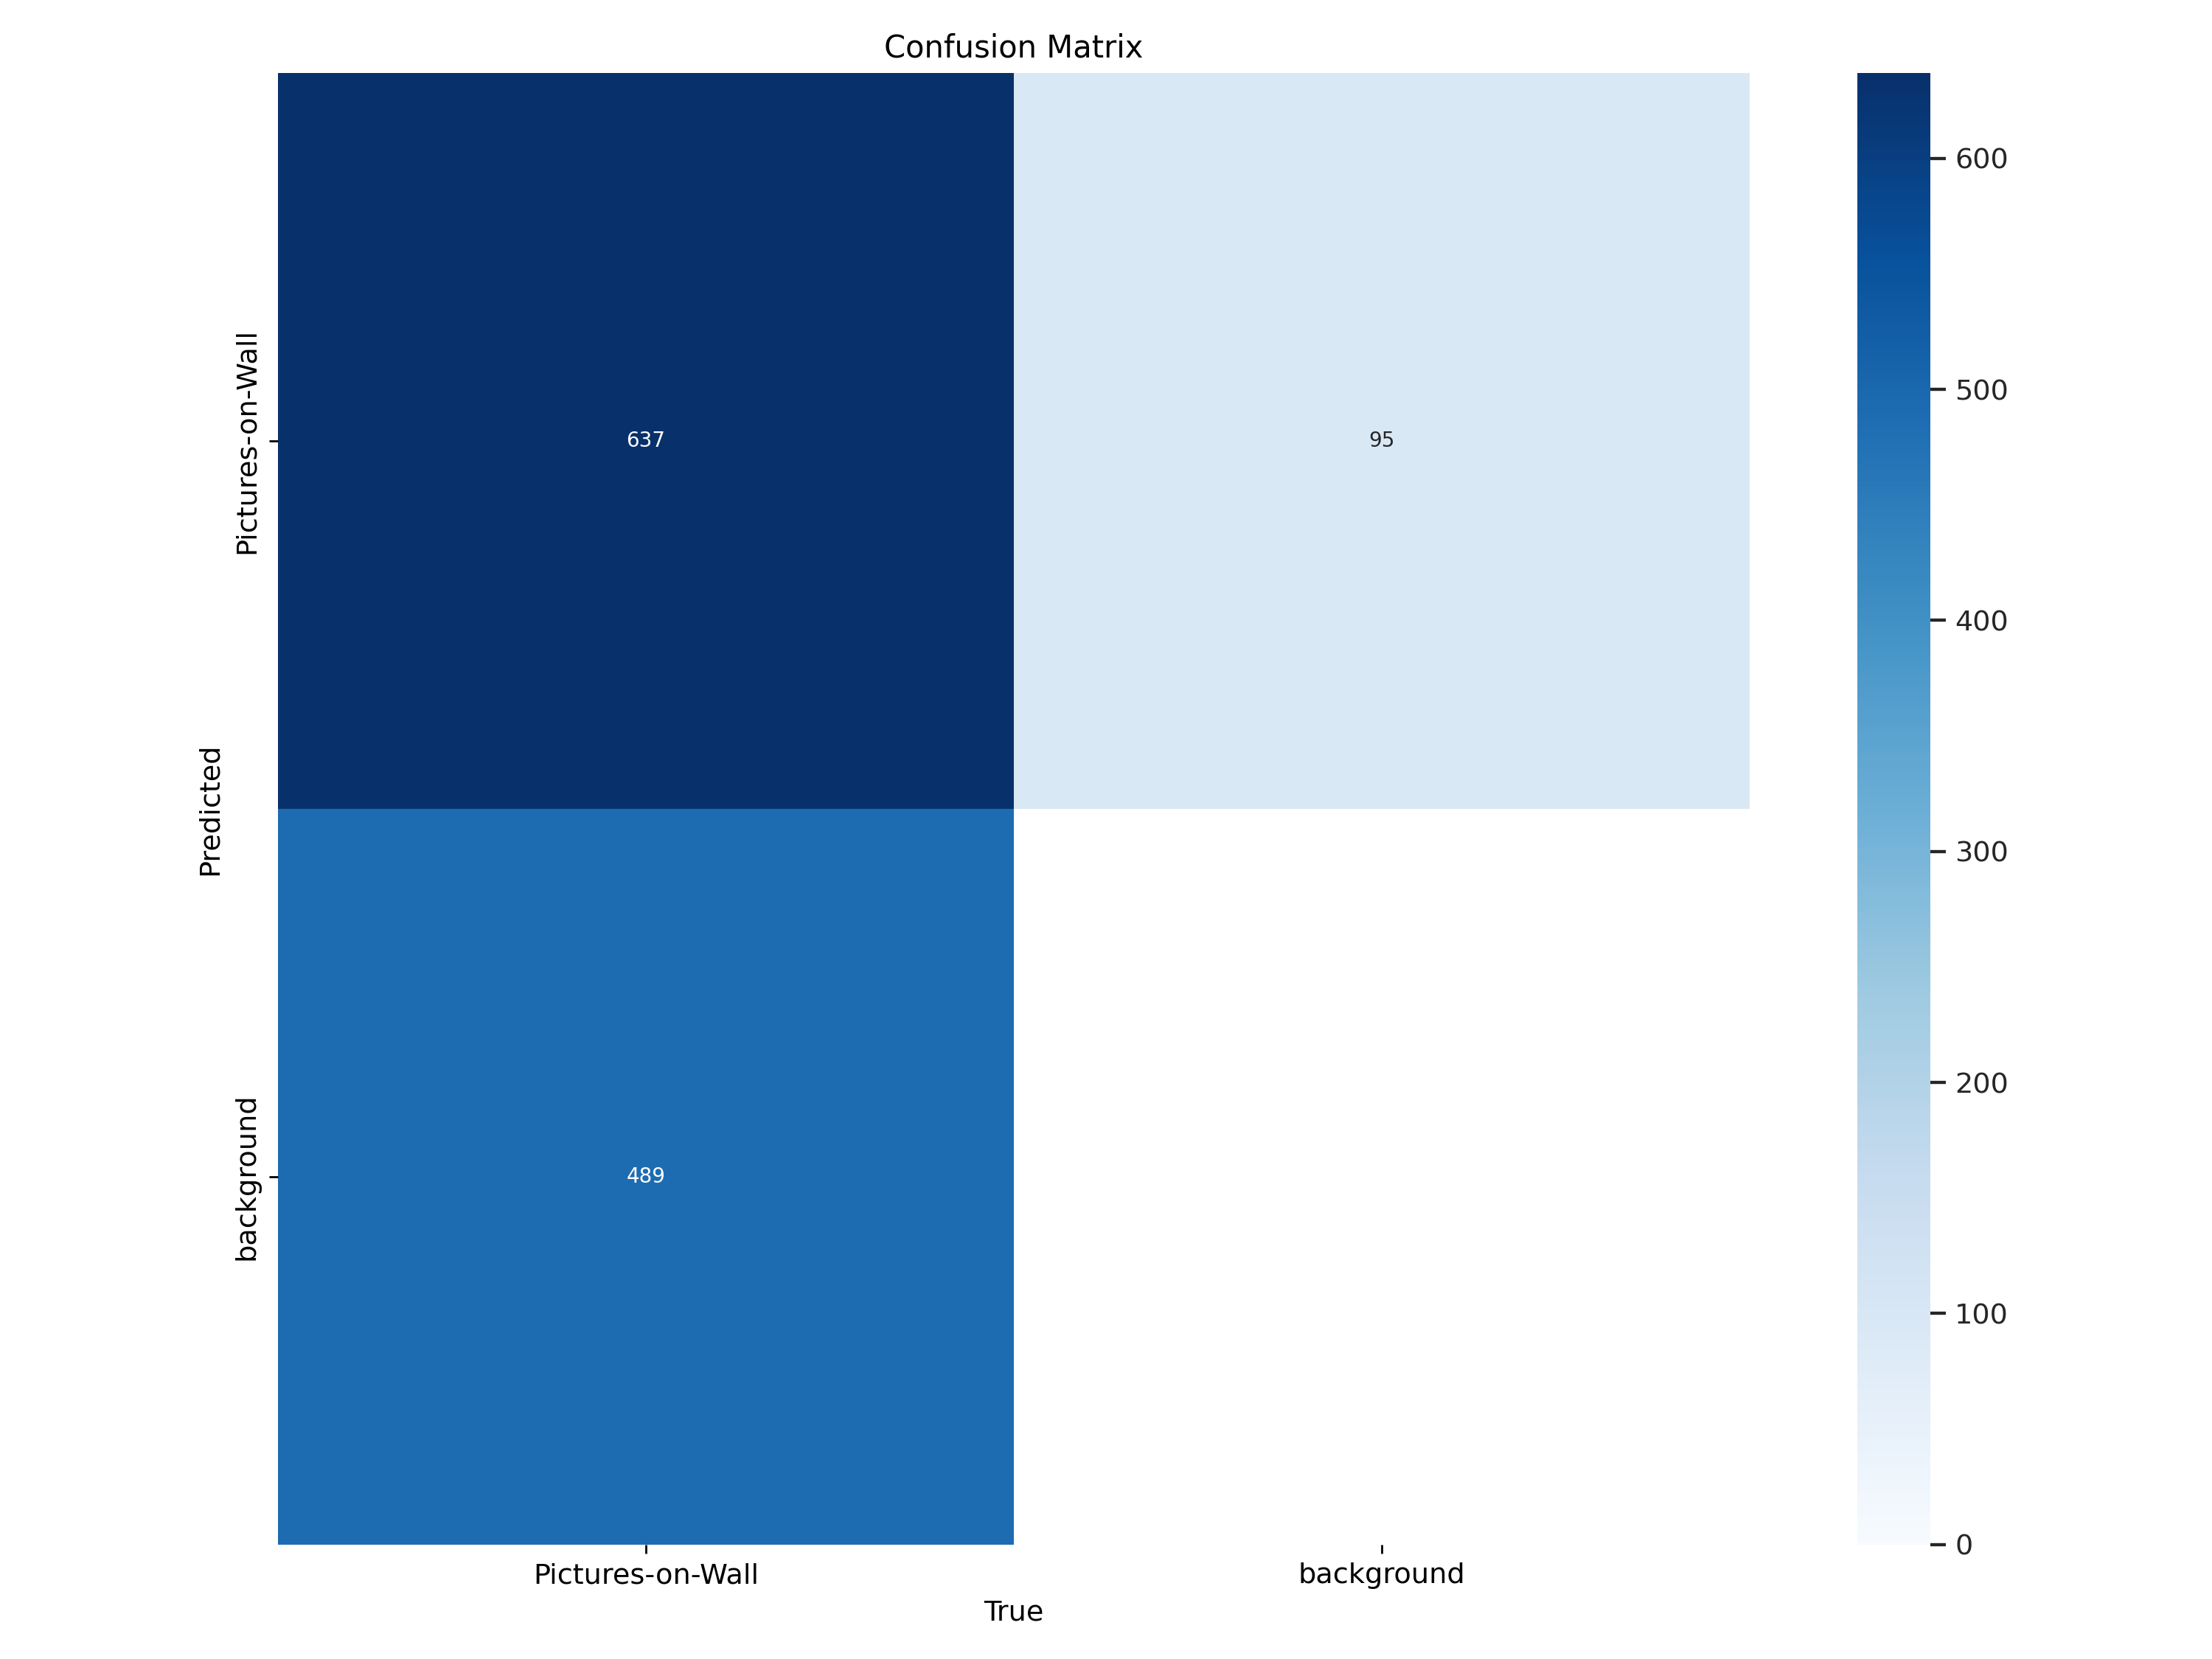 Confusion Matrix
Pictures-on-Wall
background
Predicted
637
95
489
Pictures-on-Wall
background
True
600
500
400
300
200
100
0